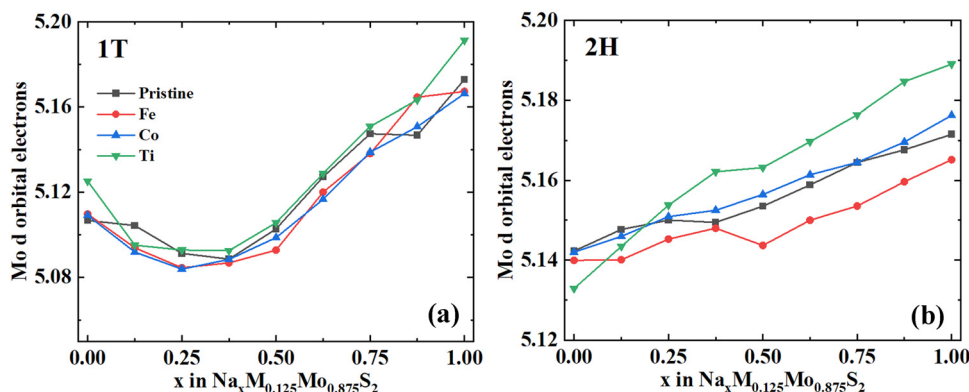 1T
Mo d orbital electrons
5.20
5.16
5.12
5.08
Pristine
Fe
Co
Ti
(a)
0.00 0.25 0.50 0.75 1.00
x in NaₓM₀.₁₂₅Mo₀.₈₇₅S₂
2H
Mo d orbital electrons
5.20
5.18
5.16
5.14
5.12
(b)
0.00 0.25 0.50 0.75 1.00
x in NaₓM₀.₁₂₅Mo₀.₈₇₅S₂